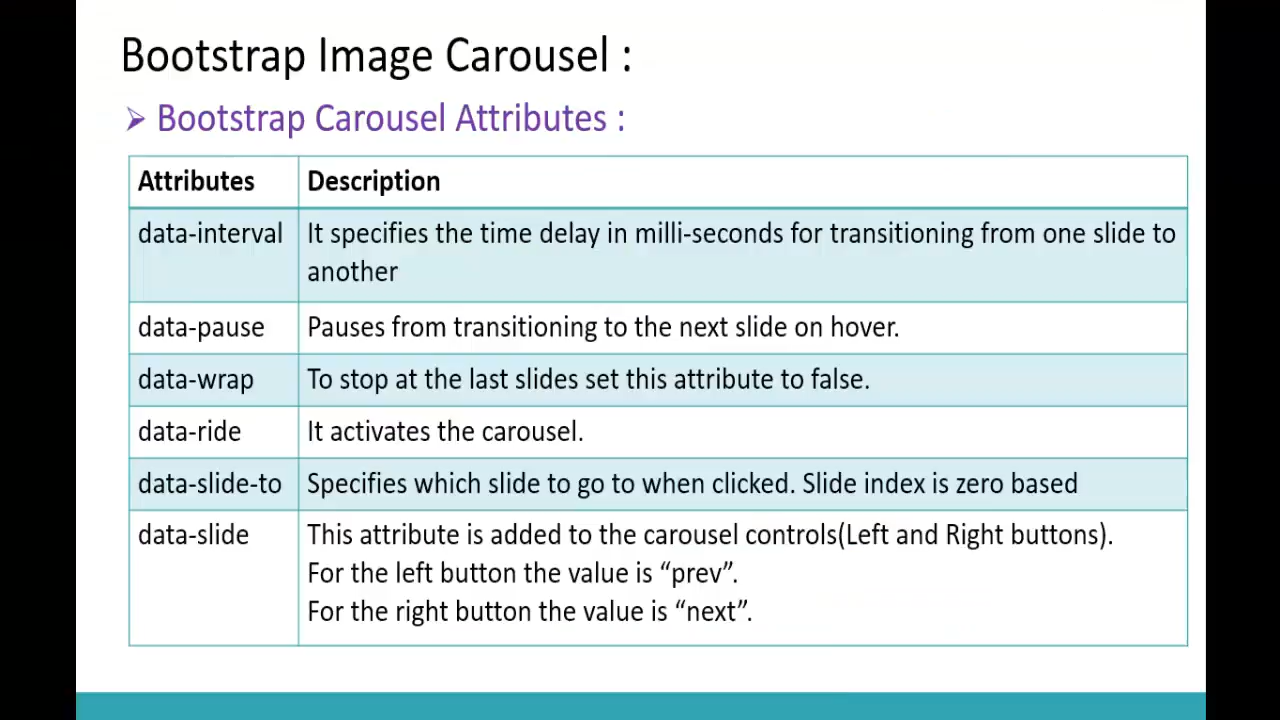 Bootstrap Image Carousel :
➢ Bootstrap Carousel Attributes :
Attributes Description
data-interval It specifies the time delay in milli-seconds for transitioning from one slide to
another
data-pause Pauses from transitioning to the next slide on hover.
data-wrap To stop at the last slides set this attribute to false.
data-ride It activates the carousel.
data-slide-to Specifies which slide to go to when clicked. Slide index is zero based
data-slide This attribute is added to the carousel controls(Left and Right buttons).
For the left button the value is “prev”.
For the right button the value is “next”.